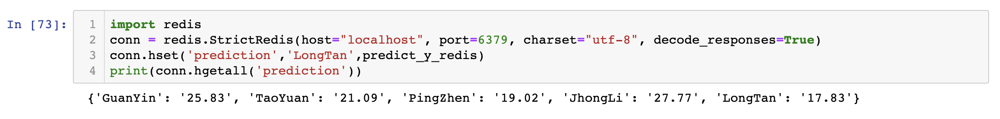 In [73]:
1 import redis
2 conn = redis.StrictRedis(host="localhost", port=6379, charset="utf-8", decode_responses=True)
3 conn.hset('prediction','LongTan',predict_y_redis)
4 print(conn.hgetall('prediction'))
{'GuanYin': '25.83', 'TaoYuan': '21.09', 'PingZhen': '19.02', 'JhongLi': '27.77', 'LongTan': '17.83'}